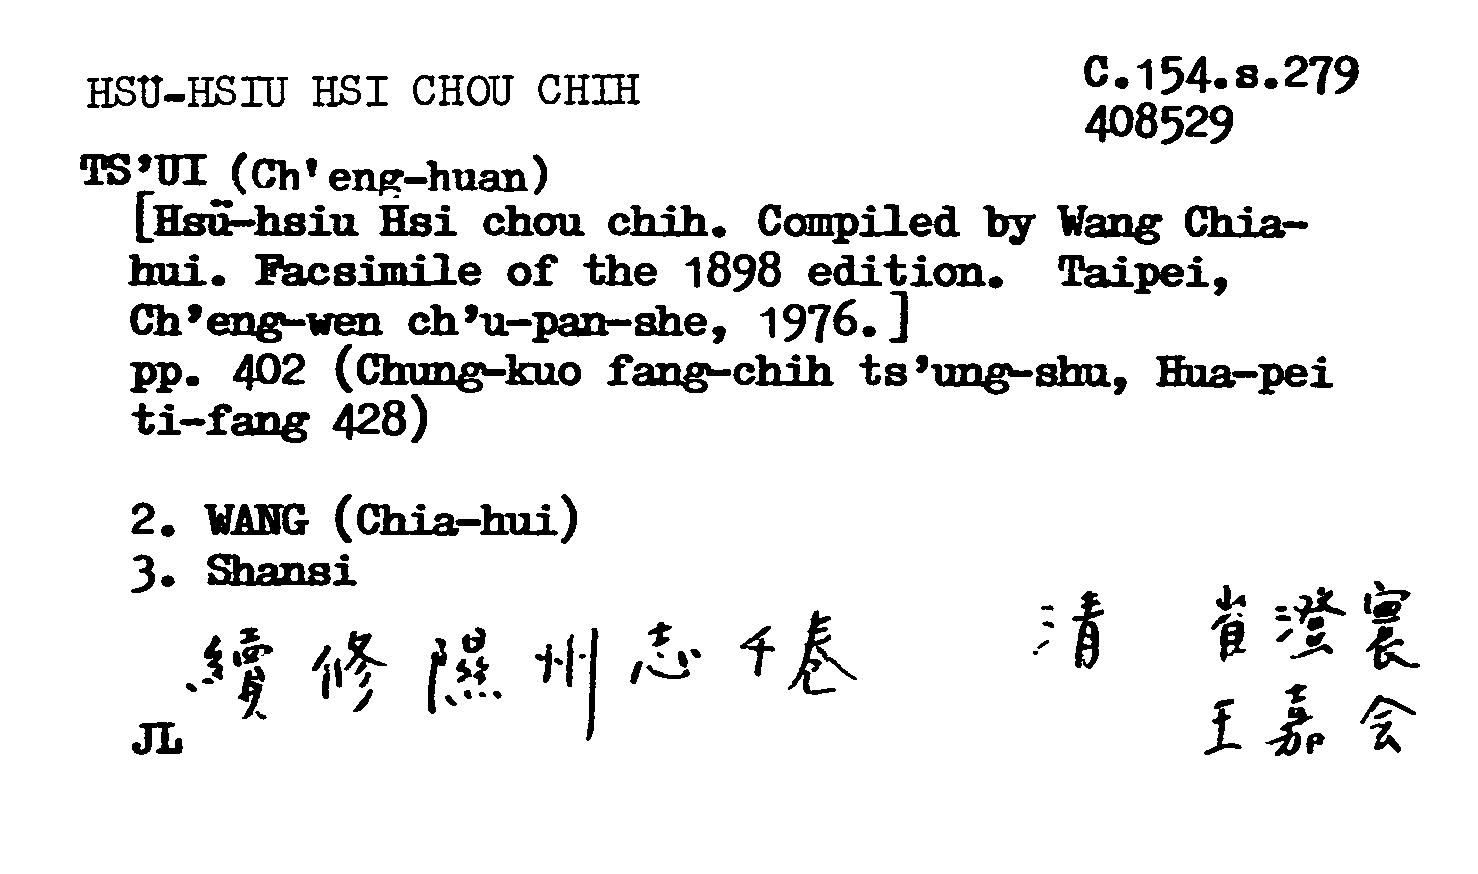 HSÜ-HSIU HSI CHOU CHIH
C.154.s.279
408529
TS'UI (Ch'eng-huan)
[Hsü-hsiu Hsi chou chih. Compiled by Wang Chia-
hui. Facsimile of the 1898 edition. Taipei,
Ch'eng-wen ch'u-pan-she, 1976.]
pp. 402 (Chung-kuo fang-chih ts'ung-shu, Hua-pei
ti-fang 428)
2. WANG (Chia-hui)
3. Shansi
續修隰州志千卷 清 崔澄寰
王嘉会
JL